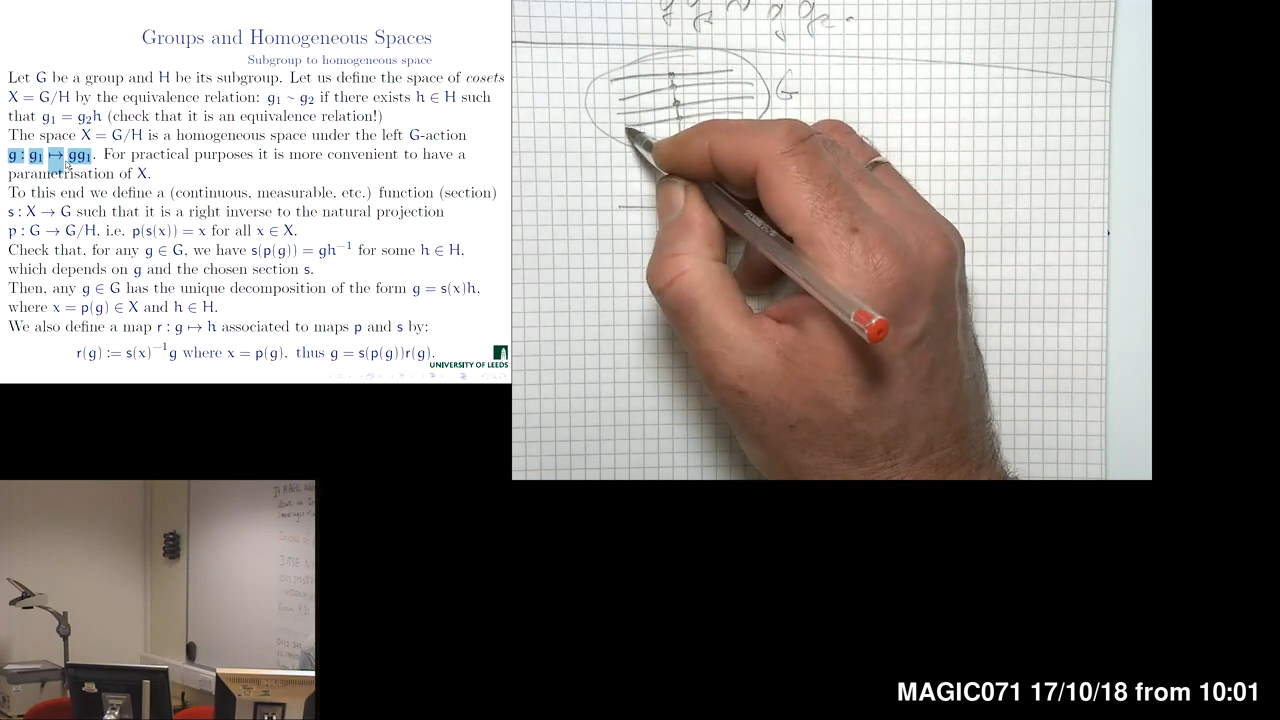 Groups and Homogeneous Spaces
Subgroup to homogeneous space
Let G be a group and H be its subgroup. Let us define the space of cosets
X = G/H by the equivalence relation: g₁ ~ g₂ if there exists h ∈ H such
that g₁ = g₂h (check that it is an equivalence relation!)
The space X = G/H is a homogeneous space under the left G-action
g : g₁ ↦ gg₁. For practical purposes it is more convenient to have a
parametrisation of X.
To this end we define a (continuous, measurable, etc.) function (section)
s : X → G such that it is a right inverse to the natural projection
p : G → G/H, i.e. p(s(x)) = x for all x ∈ X.
Check that, for any g ∈ G, we have s(p(g)) = gh⁻¹ for some h ∈ H,
which depends on g and the chosen section s.
Then, any g ∈ G has the unique decomposition of the form g = s(x)h,
where x = p(g) ∈ X and h ∈ H.
We also define a map r : g ↦ h associated to maps p and s by:
r(g) := s(x)⁻¹g where x = p(g), thus g = s(p(g))r(g).
UNIVERSITY OF LEEDS
G
MAGIC071 17/10/18 from 10:01